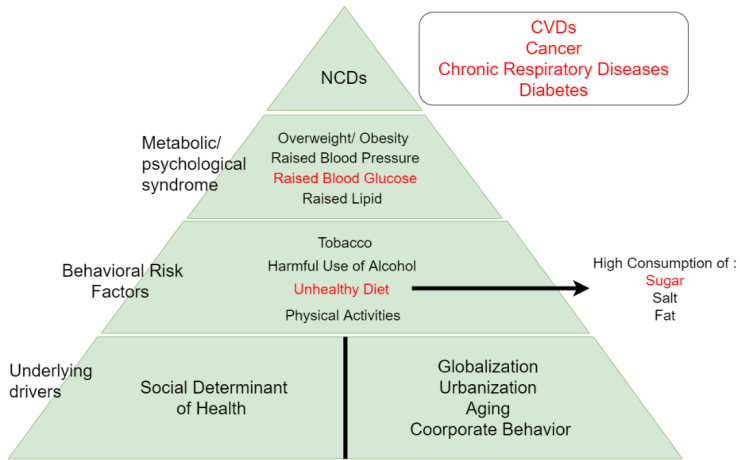 CVDs
Cancer
Chronic Respiratory Diseases
Diabetes
NCDs
Metabolic/
psychological
syndrome
Overweight/ Obesity
Raised Blood Pressure
Raised Blood Glucose
Raised Lipid
Behavioral Risk
Factors
Tobacco
Harmful Use of Alcohol
Unhealthy Diet
Physical Activities
High Consumption of :
Sugar
Salt
Fat
Underlying
drivers
Social Determinant
of Health
Globalization
Urbanization
Aging
Coorporate Behavior